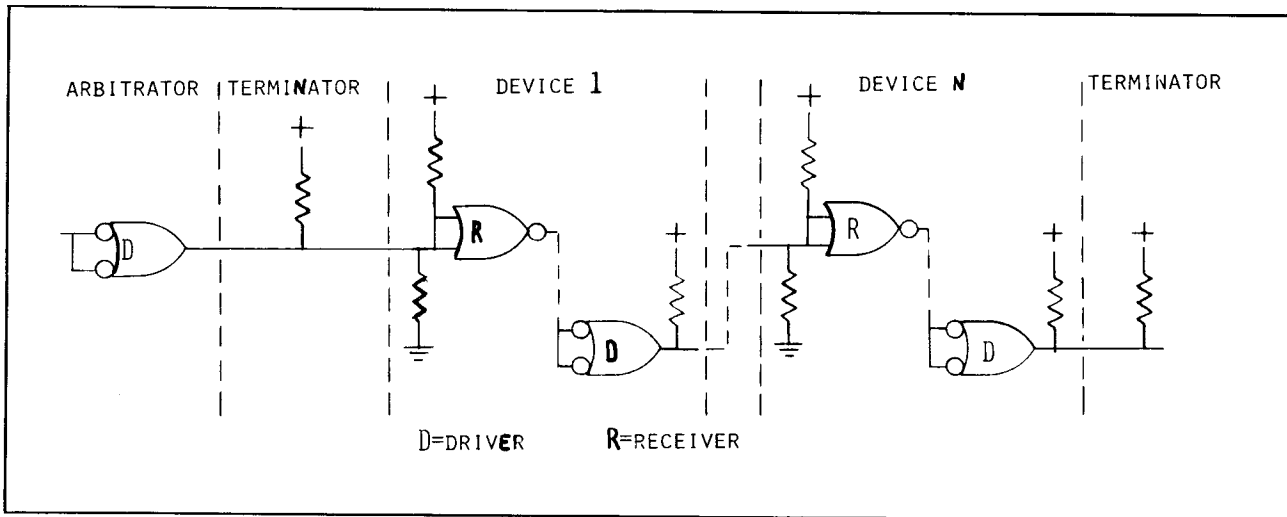 ARBITRATOR TERMINATOR DEVICE 1 DEVICE N TERMINATOR
+ + + + + +
D R R
D D
D=DRIVER R=RECEIVER